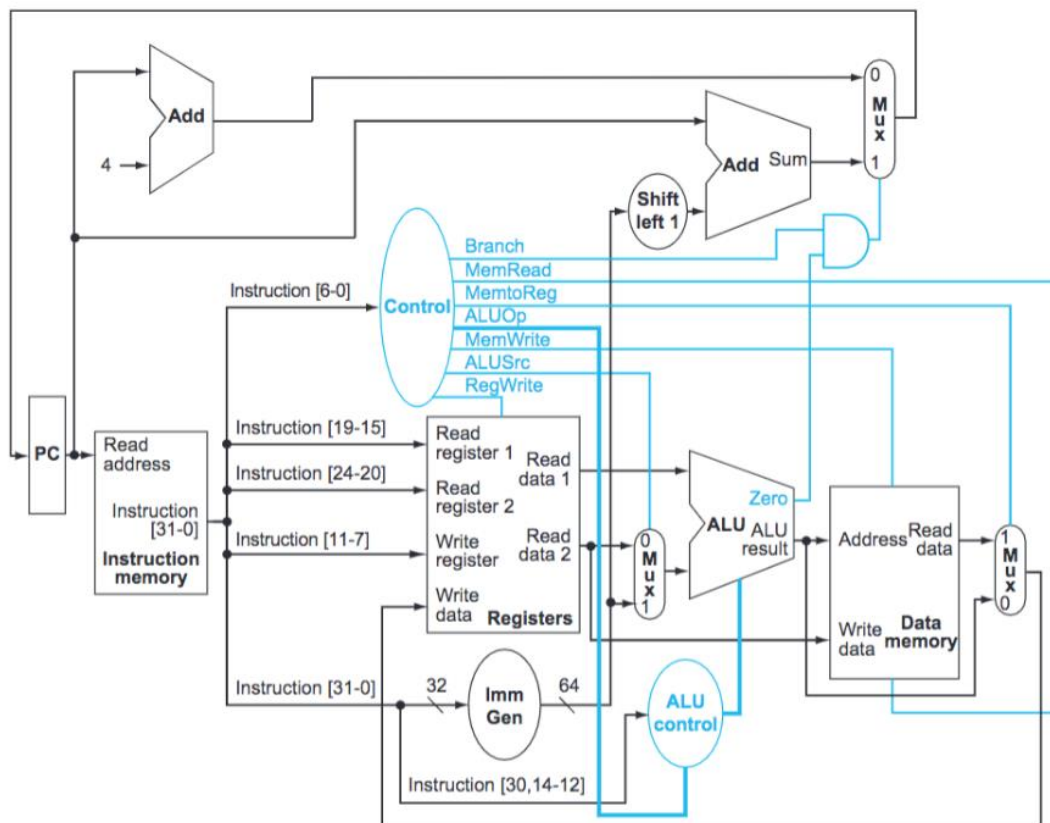 Add
4
0
M
u
x
1
Add Sum
Shift
left 1
Branch
MemRead
MemtoReg
ALUOp
MemWrite
ALUSrc
RegWrite
Control
Instruction [6-0]
PC
Read
address
Instruction
[31-0]
Instruction
memory
Instruction [19-15]
Instruction [24-20]
Instruction [11-7]
Read
register 1
Read
register 2
Write
register
Write
data
Read
data 1
Read
data 2
Registers
0
M
u
x
1
Zero
ALU
ALU
result
Address
Read
data
Write
data
Data
memory
1
M
u
x
0
Instruction [31-0]
32
Imm
Gen
64
ALU
control
Instruction [30,14-12]